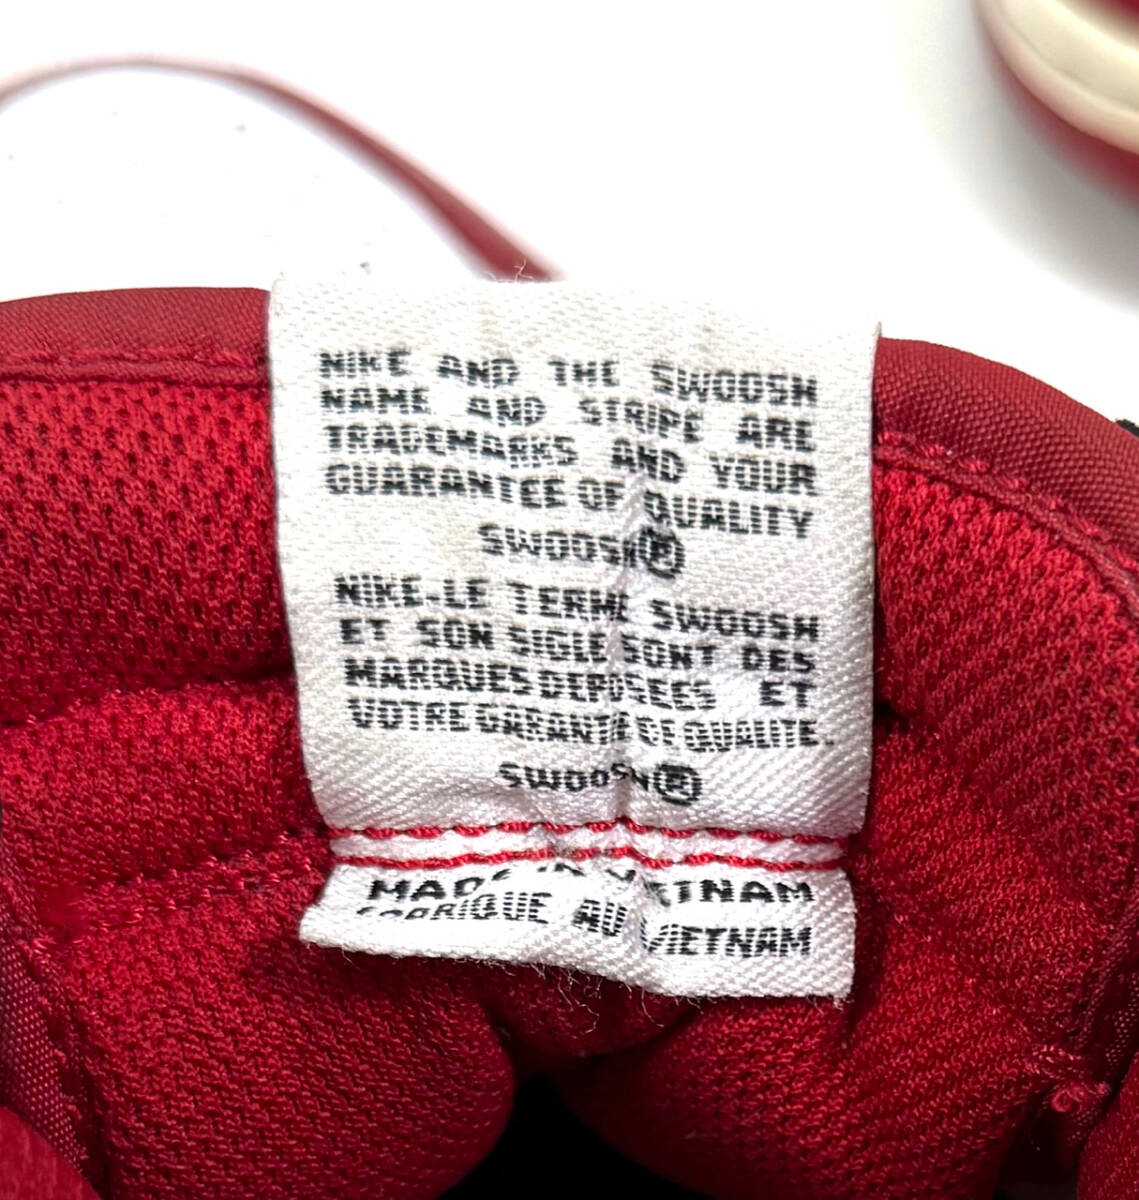 NIKE AND THE SWOOSH
NAME AND STRIPE ARE
TRADEMARKS AND YOUR
GUARANTEE OF QUALITY
SWOOSH®
NIKE-LE TERME SWOOSH
ET SON SIGLE SONT DES
MARQUES DEPOSEES ET
VOTRE GARANTIE DE QUALITE.
SWOOSH®
MADE IN VIETNAM
FABRIQUE AU VIETNAM